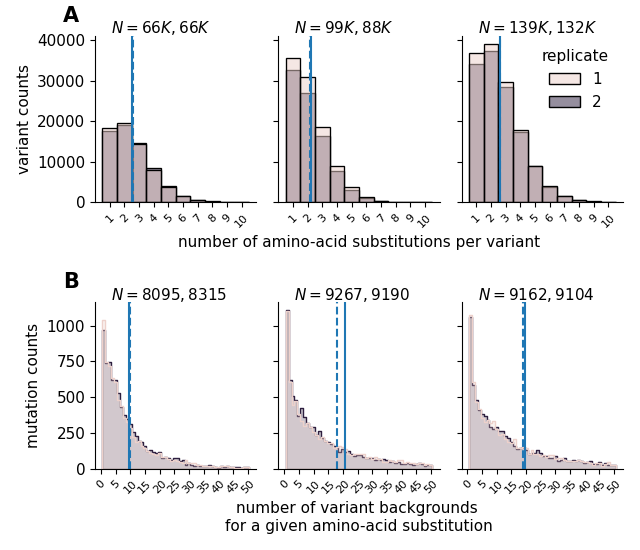 A
N = 66K, 66K
N = 99K, 88K
N = 139K, 132K
40000
30000
20000
10000
0
variant counts
replicate
1
2
1 2 3 4 5 6 7 8 9 10
1 2 3 4 5 6 7 8 9 10
1 2 3 4 5 6 7 8 9 10
number of amino-acid substitutions per variant
B
N = 8095, 8315
N = 9267, 9190
N = 9162, 9104
1000
750
500
250
0
mutation counts
0 5 10 15 20 25 30 35 40 45 50
0 5 10 15 20 25 30 35 40 45 50
0 5 10 15 20 25 30 35 40 45 50
number of variant backgrounds
for a given amino-acid substitution